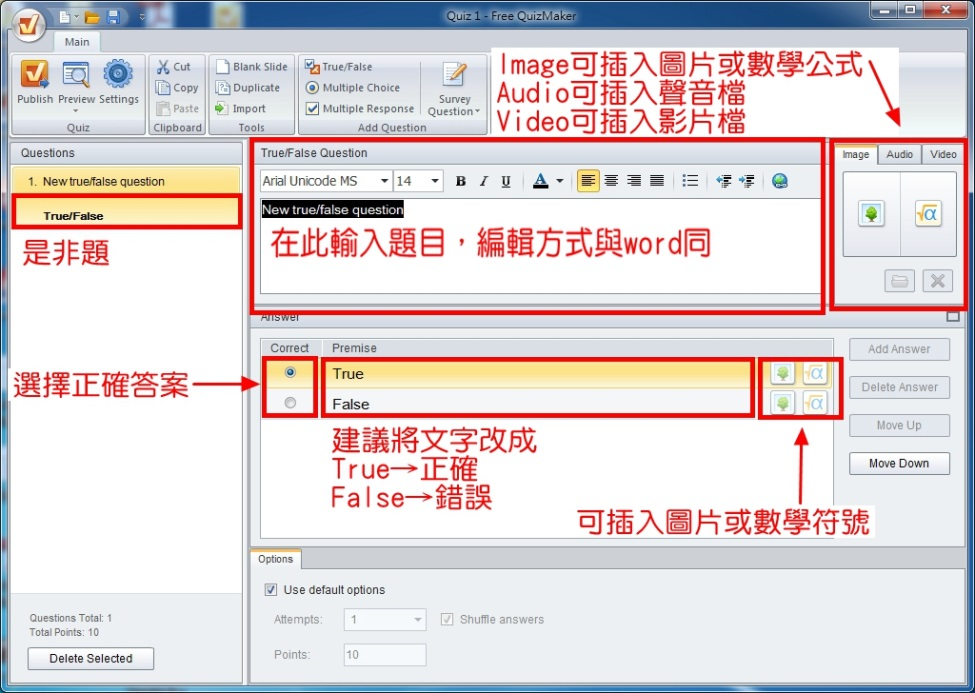 Quiz 1 - Free QuizMaker
Main
Publish Preview Settings
Quiz
Cut
Copy
Paste
Clipboard
Blank Slide
Duplicate
Import
Tools
True/False
Multiple Choice
Multiple Response
Survey
Question
Add Question
Image可插入圖片或數學公式
Audio可插入聲音檔
Video可插入影片檔
Questions
1. New true/false question
True/False
是非題
True/False Question
Arial Unicode MS 14 B I U A
New true/false question
在此輸入題目，編輯方式與word同
Image Audio Video
√α
Answer
Correct Premise
True √α
False √α
選擇正確答案
建議將文字改成
True→正確
False→錯誤
可插入圖片或數學符號
Add Answer
Delete Answer
Move Up
Move Down
Options
Use default options
Attempts: 1 Shuffle answers
Points: 10
Questions Total: 1
Total Points: 10
Delete Selected